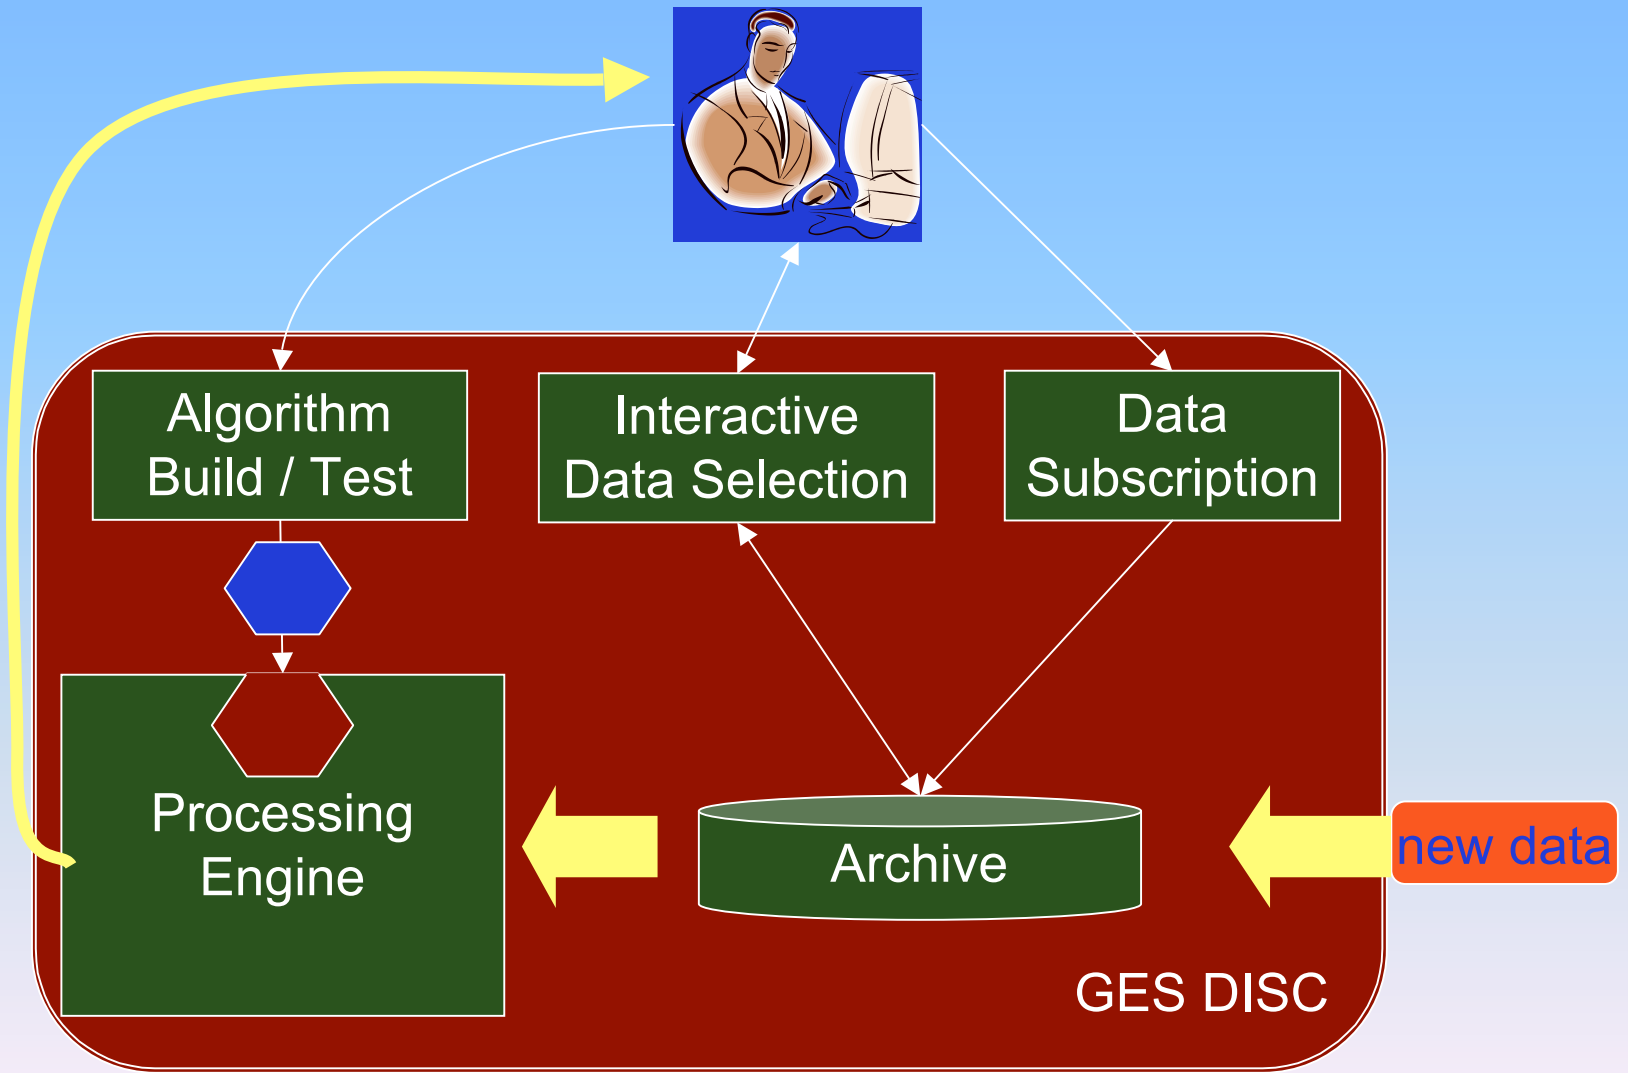 Algorithm
Build / Test
Interactive
Data Selection
Data
Subscription
Processing
Engine
Archive
new data
GES DISC